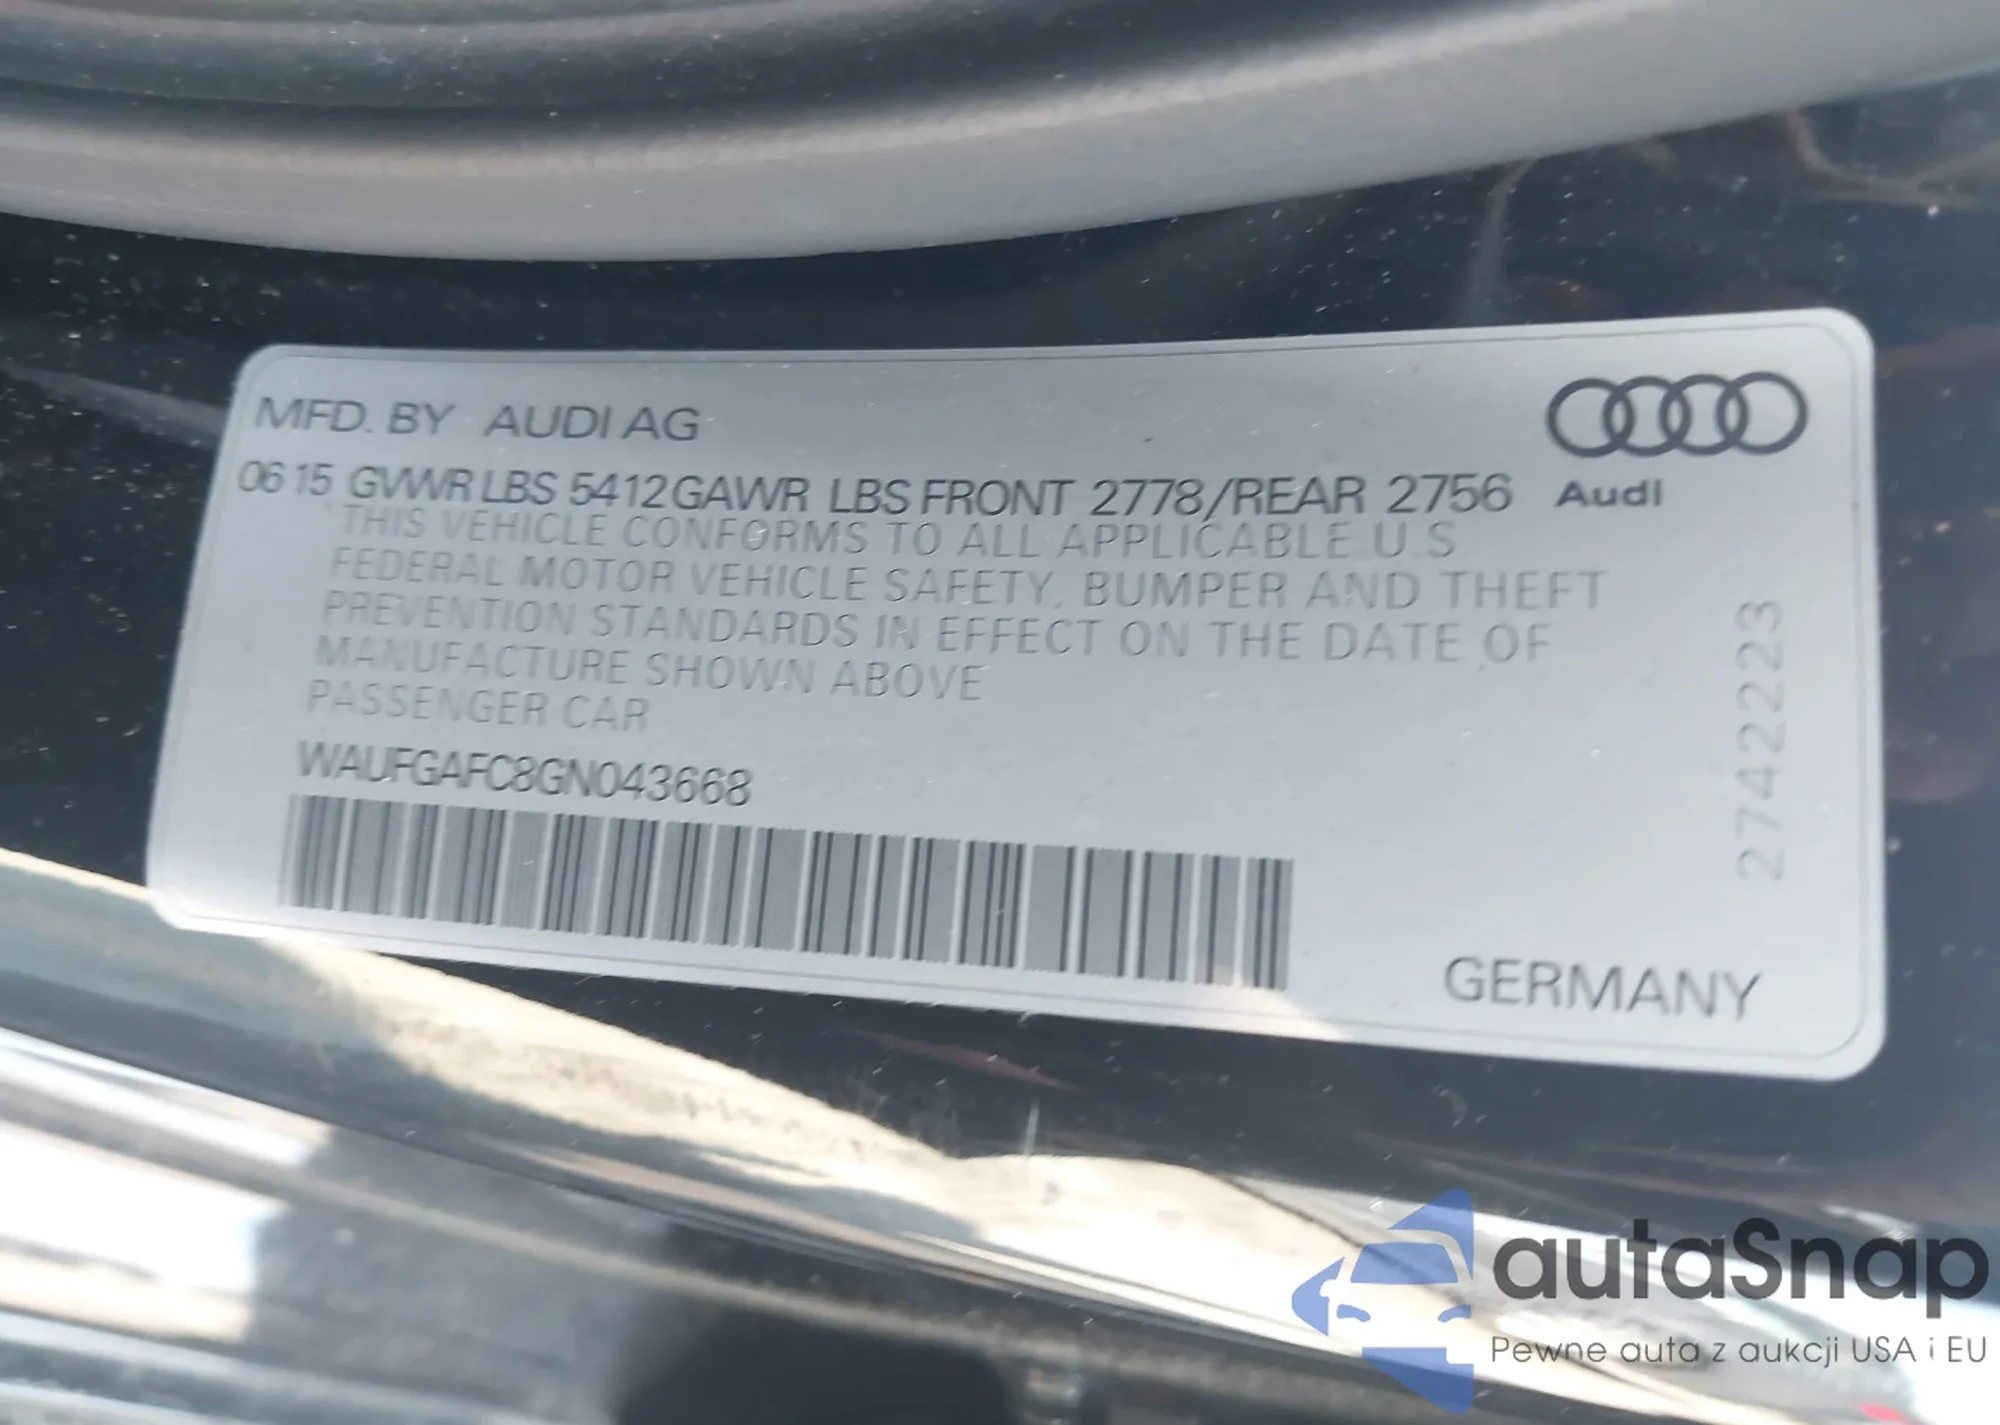 MFD. BY AUDI AG
06 15 GVWR LBS 5412 GAWR LBS FRONT 2778/REAR 2756
Audi
THIS VEHICLE CONFORMS TO ALL APPLICABLE U.S
FEDERAL MOTOR VEHICLE SAFETY, BUMPER AND THEFT
PREVENTION STANDARDS IN EFFECT ON THE DATE OF
MANUFACTURE SHOWN ABOVE
PASSENGER CAR
WAUFGAFC8GN043668
2742223
GERMANY
autaSnap
Pewne auta z aukcji USA i EU